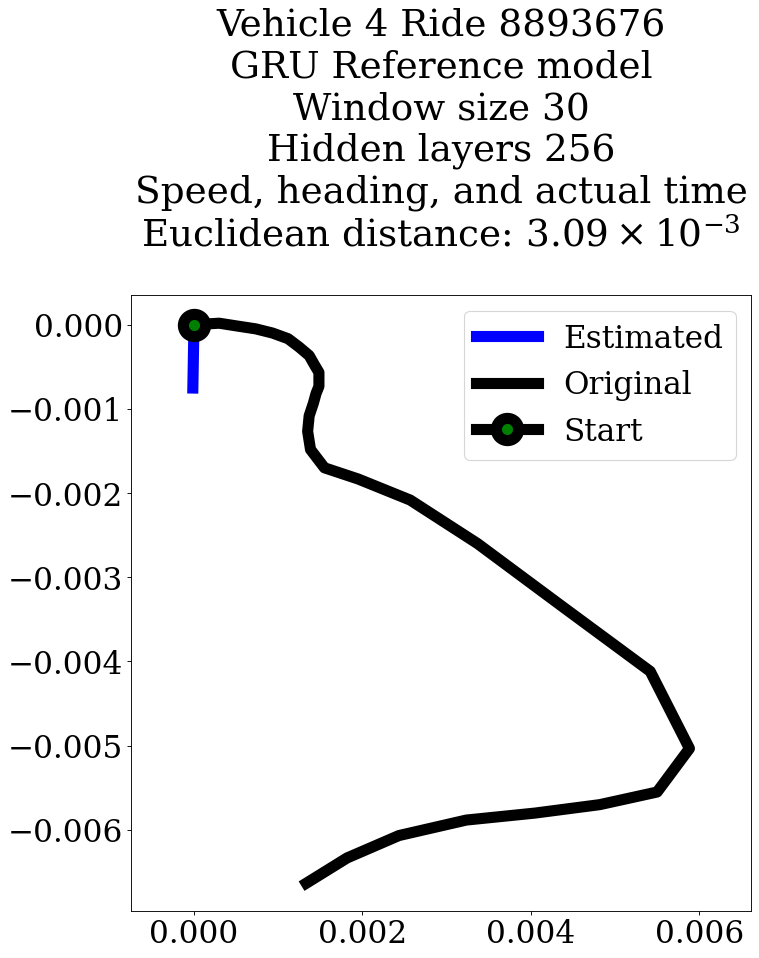 Vehicle 4 Ride 8893676
GRU Reference model
Window size 30
Hidden layers 256
Speed, heading, and actual time
Euclidean distance: 3.09 × 10⁻³
Estimated
Original
Start
0.000
−0.001
−0.002
−0.003
−0.004
−0.005
−0.006
0.000 0.002 0.004 0.006